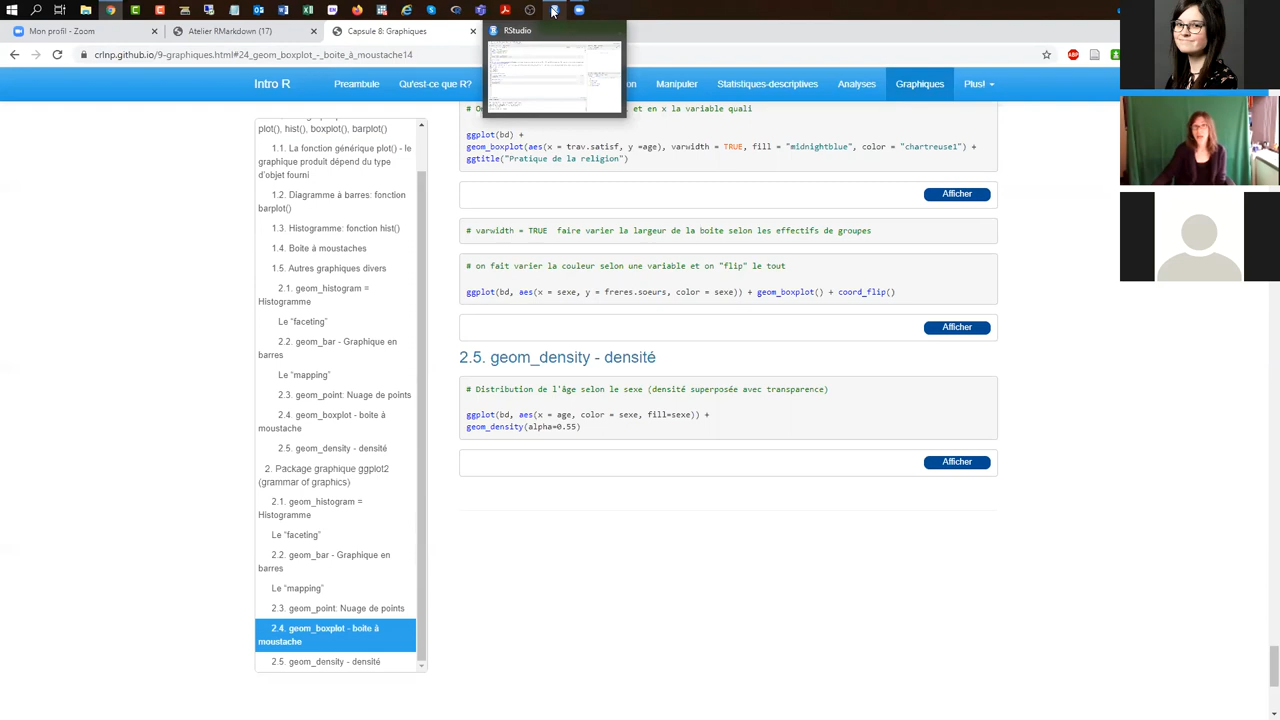 Mon profil - Zoom
Atelier RMarkdown (17)
Capsule 8: Graphiques
RStudio
crlnp.github.io/9-graphiques.html#24_geom_boxplot_-_boite_à_moustache14
ABP
Intro R
Preambule
Qu'est-ce que R?
on
Manipuler
Statistiques-descriptives
Analyses
Graphiques
Plus!
plot(), hist(), boxplot(), barplot()
1.1. La fonction générique plot() - le
graphique produit dépend du type
d'objet fourni
1.2. Diagramme à barres: fonction
barplot()
1.3. Histogramme: fonction hist()
1.4. Boîte à moustaches
1.5. Autres graphiques divers
2.1. geom_histogram =
Histogramme
Le "faceting"
2.2. geom_bar - Graphique en
barres
Le "mapping"
2.3. geom_point: Nuage de points
2.4. geom_boxplot - boite à
moustache
2.5. geom_density - densité
2. Package graphique ggplot2
(grammar of graphics)
2.1. geom_histogram =
Histogramme
Le "faceting"
2.2. geom_bar - Graphique en
barres
Le "mapping"
2.3. geom_point: Nuage de points
2.4. geom_boxplot - boite à
moustache
2.5. geom_density - densité
et en x la variable quali
ggplot(bd) +
geom_boxplot(aes(x = trav.satisf, y =age), varwidth = TRUE, fill = "midnightblue", color = "chartreuse1") +
ggtitle("Pratique de la religion")
Afficher
# varwidth = TRUE  faire varier la largeur de la boite selon les effectifs de groupes
# on fait varier la couleur selon une variable et on "flip" le tout
ggplot(bd, aes(x = sexe, y = freres.soeurs, color = sexe)) + geom_boxplot() + coord_flip()
Afficher
2.5. geom_density - densité
# Distribution de l'âge selon le sexe (densité superposée avec transparence)
ggplot(bd, aes(x = age, color = sexe, fill=sexe)) +
geom_density(alpha=0.55)
Afficher